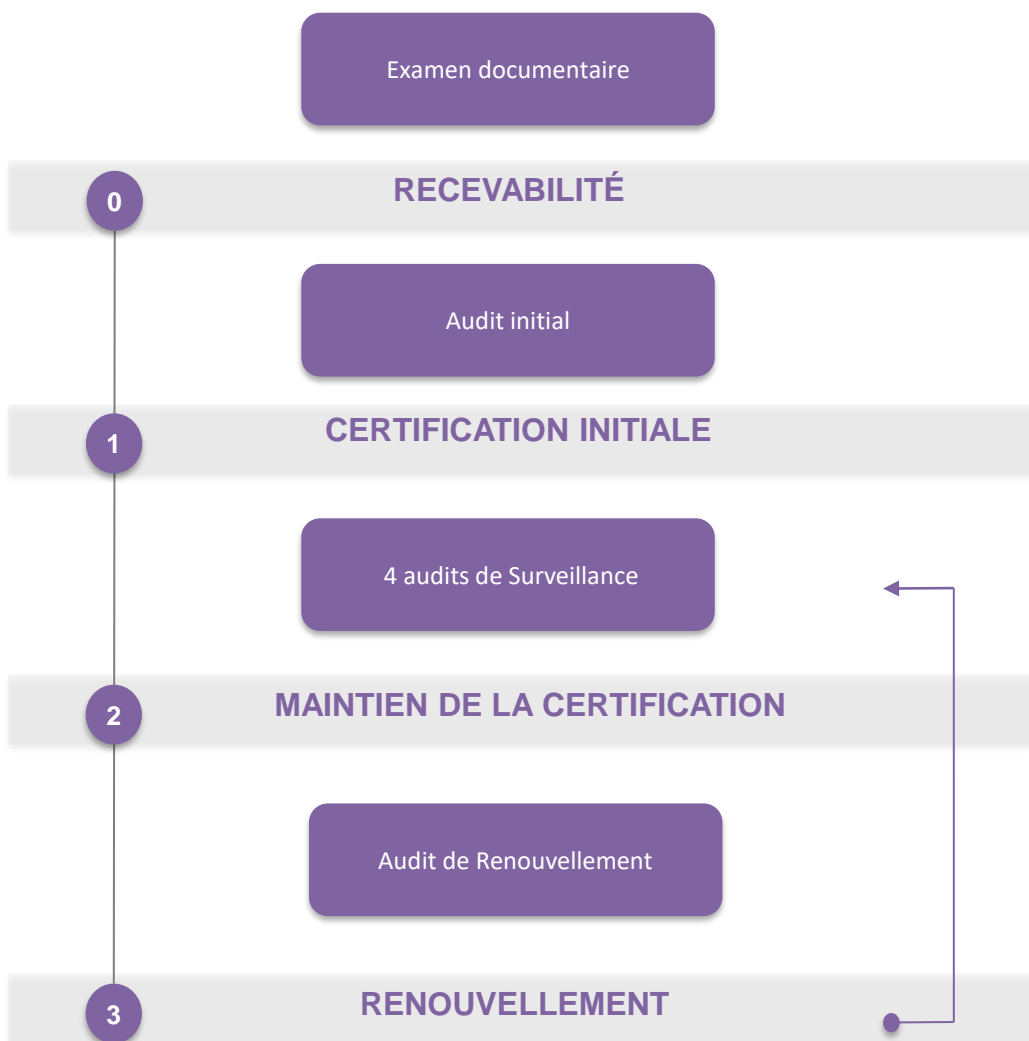 Examen documentaire
0
RECEVABILITÉ
Audit initial
1
CERTIFICATION INITIALE
4 audits de Surveillance
2
MAINTIEN DE LA CERTIFICATION
Audit de Renouvellement
3
RENOUVELLEMENT